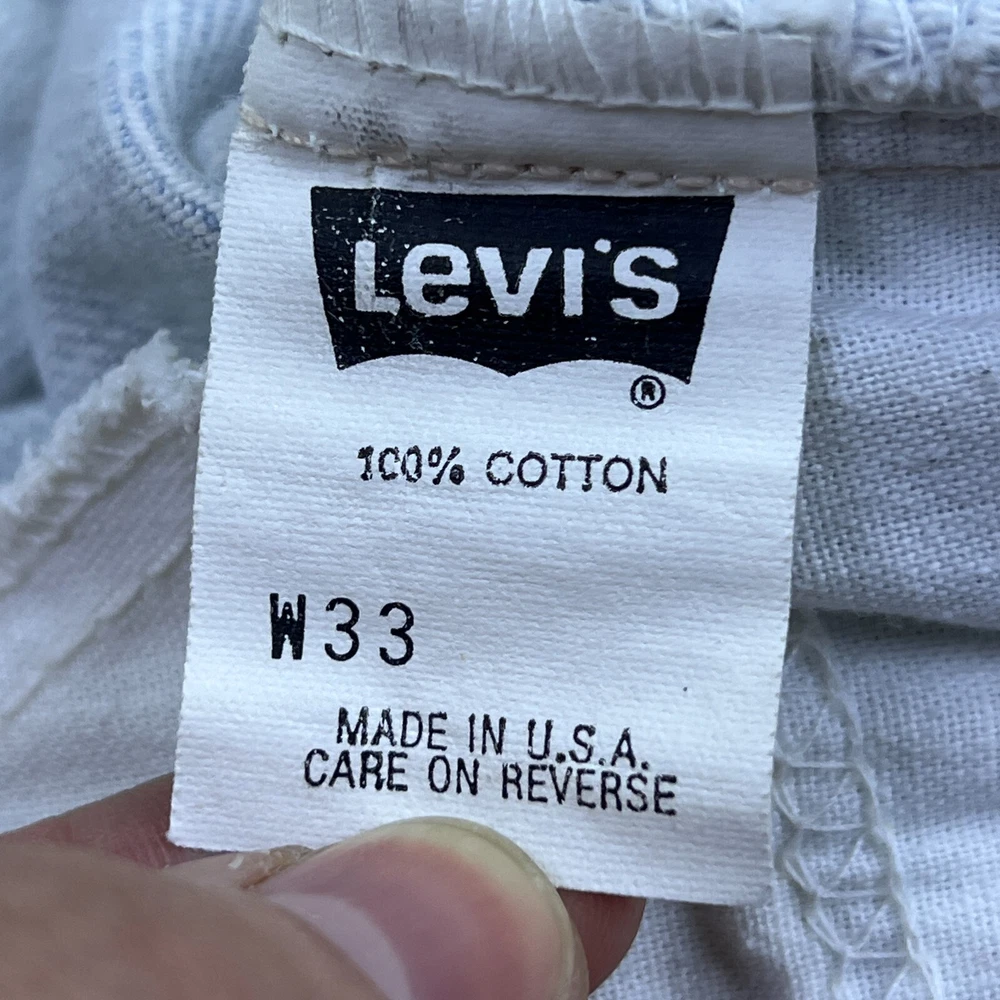 Levi's
®
100% COTTON
W33
MADE IN U.S.A.
CARE ON REVERSE